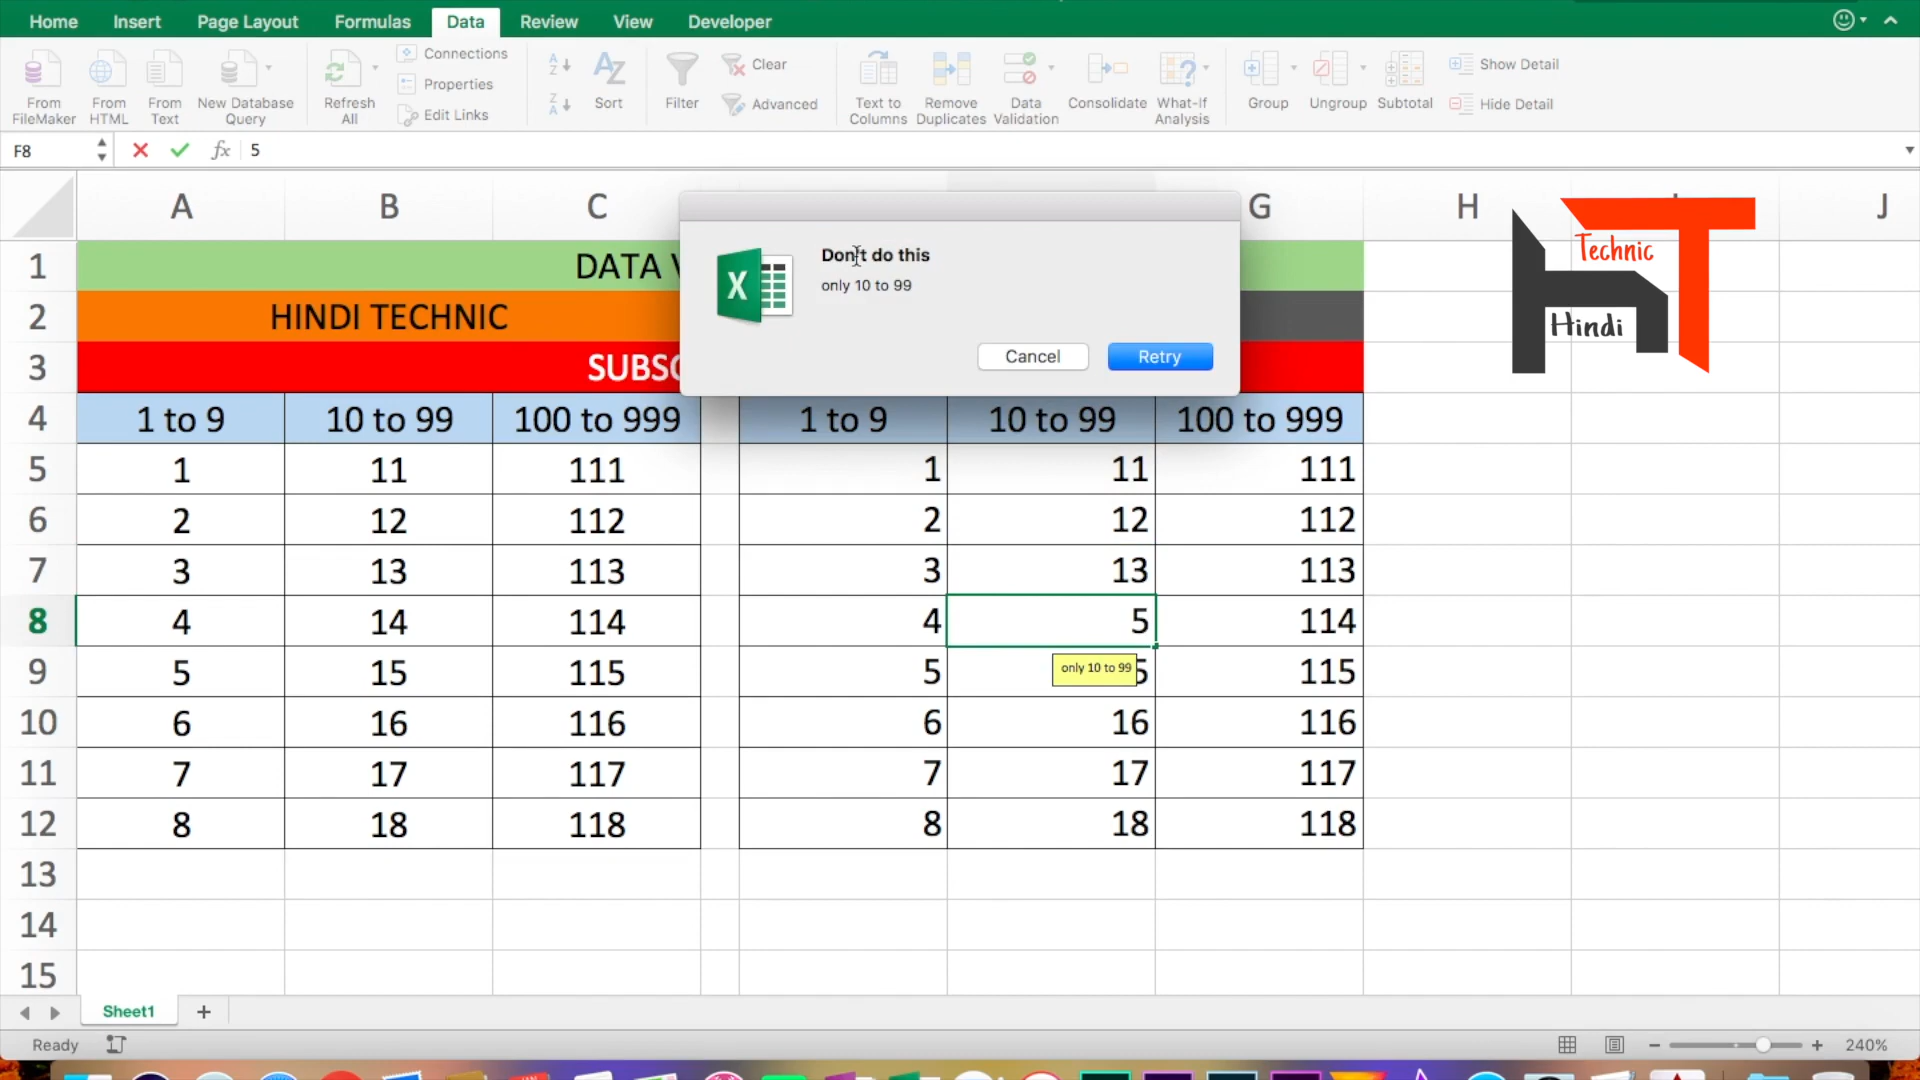 Home Insert Page Layout Formulas Data Review View Developer
Connections
Properties
Edit Links
Clear
Advanced
Show Detail
Hide Detail
From FileMaker
From HTML
From Text
New Database Query
Refresh All
Sort
Filter
Text to Columns
Remove Duplicates
Data Validation
Consolidate
What-If Analysis
Group
Ungroup
Subtotal
F8 fx 5
A B C G H J
Don't do this
only 10 to 99
Cancel Retry
Technic
Hindi
1 DATA V
2 HINDI TECHNIC
3 SUBSC
4 1 to 9 10 to 99 100 to 999 1 to 9 10 to 99 100 to 999
5 1 11 111 1 11 111
6 2 12 112 2 12 112
7 3 13 113 3 13 113
8 4 14 114 4 5 114
9 5 15 115 5 5 115
only 10 to 99
10 6 16 116 6 16 116
11 7 17 117 7 17 117
12 8 18 118 8 18 118
13
14
15
Sheet1
Ready 240%